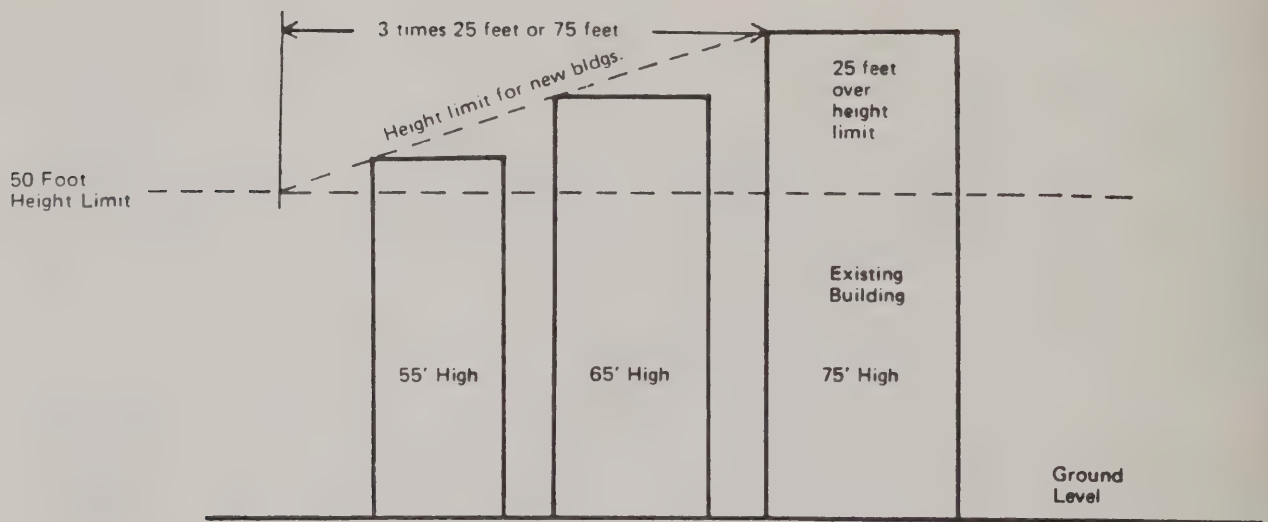 3 times 25 feet or 75 feet
Height limit for new bldgs.
25 feet
over
height
limit
50 Foot
Height Limit
Existing
Building
55' High
65' High
75' High
Ground
Level